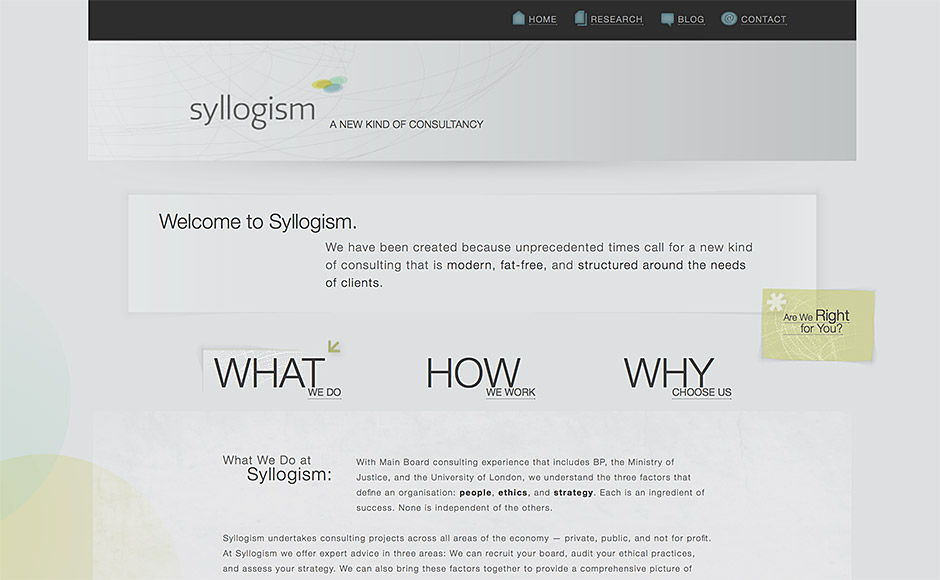 HOME RESEARCH BLOG @ CONTACT
syllogism
A NEW KIND OF CONSULTANCY
Welcome to Syllogism.
We have been created because unprecedented times call for a new kind
of consulting that is modern, fat-free, and structured around the needs
of clients.
Are We Right
for You?
WHAT
WE DO
HOW
WE WORK
WHY
CHOOSE US
What We Do at
Syllogism:
With Main Board consulting experience that includes BP, the Ministry of
Justice, and the University of London, we understand the three factors that
define an organisation: people, ethics, and strategy. Each is an ingredient of
success. None is independent of the others.
Syllogism undertakes consulting projects across all areas of the economy — private, public, and not for profit.
At Syllogism we offer expert advice in three areas: We can recruit your board, audit your ethical practices,
and assess your strategy. We can also bring these factors together to provide a comprehensive picture of